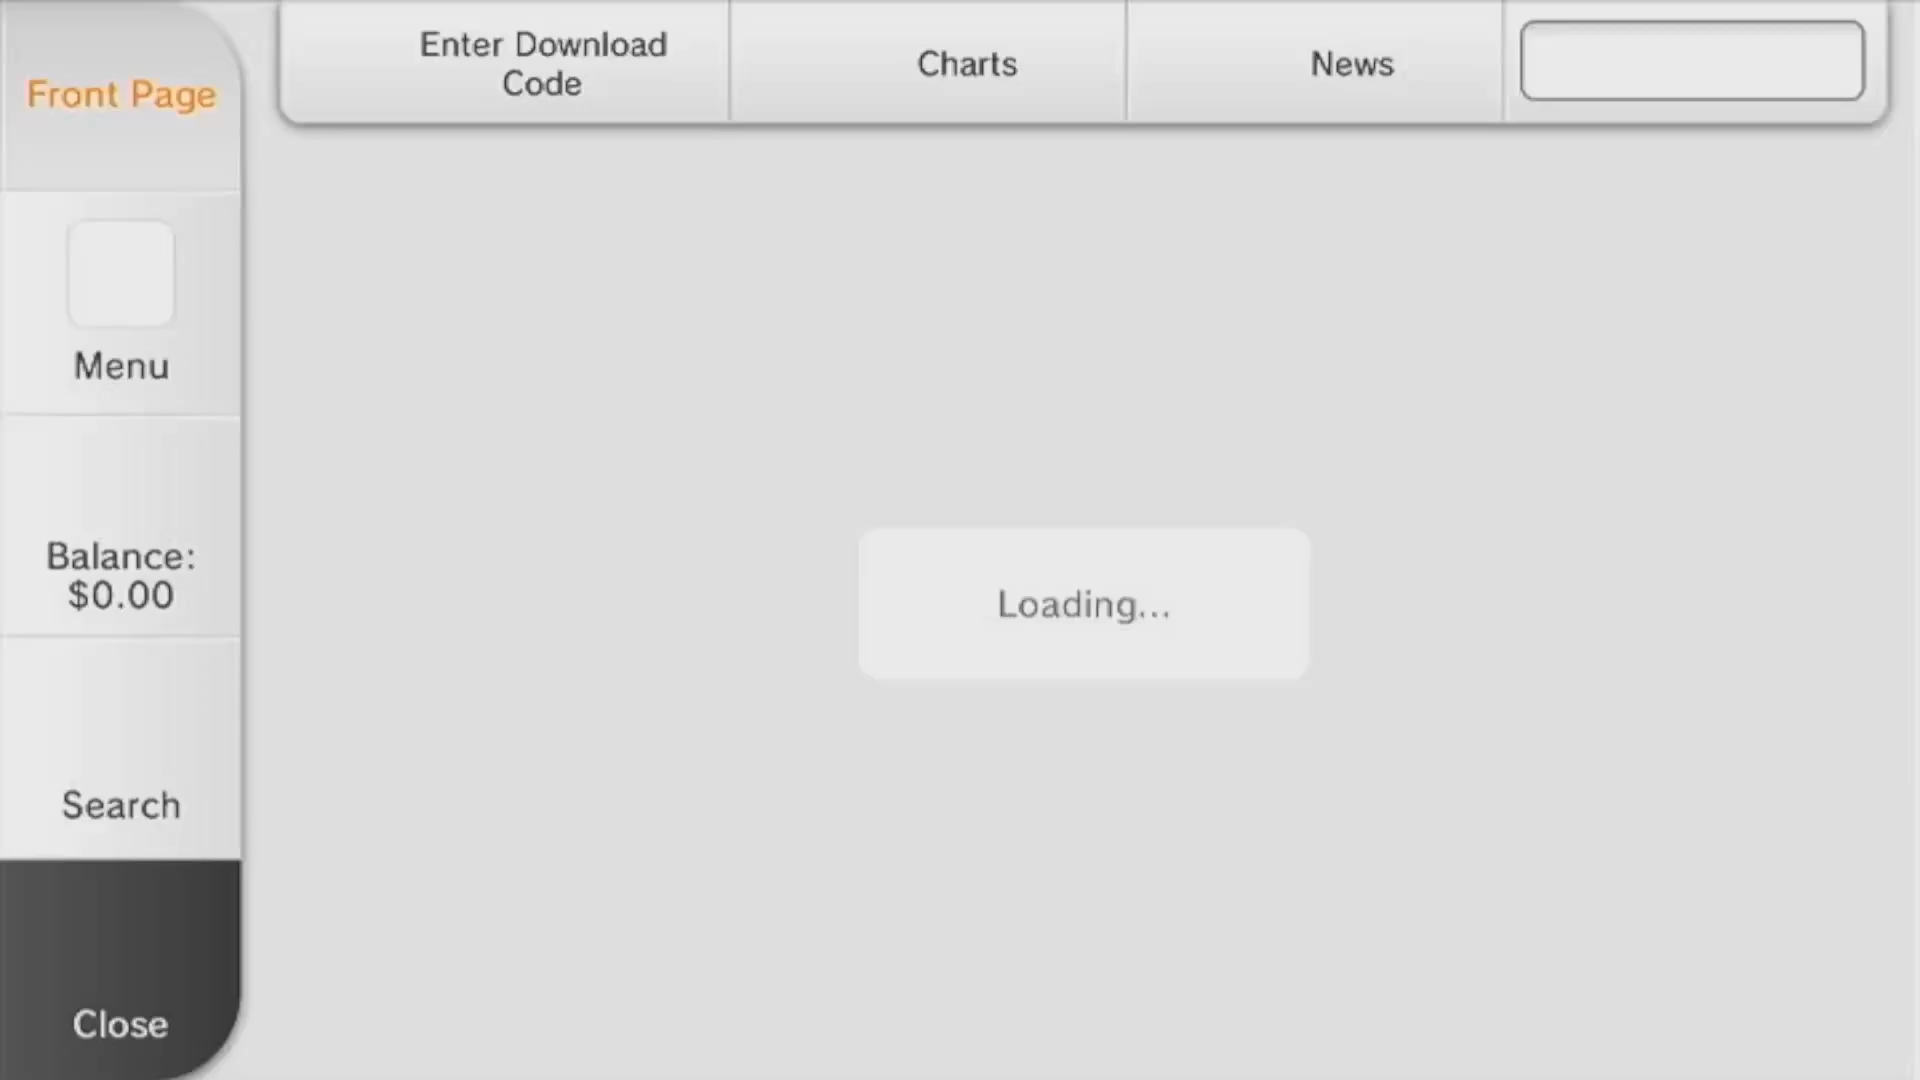 Front Page
Enter Download
Code
Charts
News
Menu
Balance:
$0.00
Search
Close
Loading...